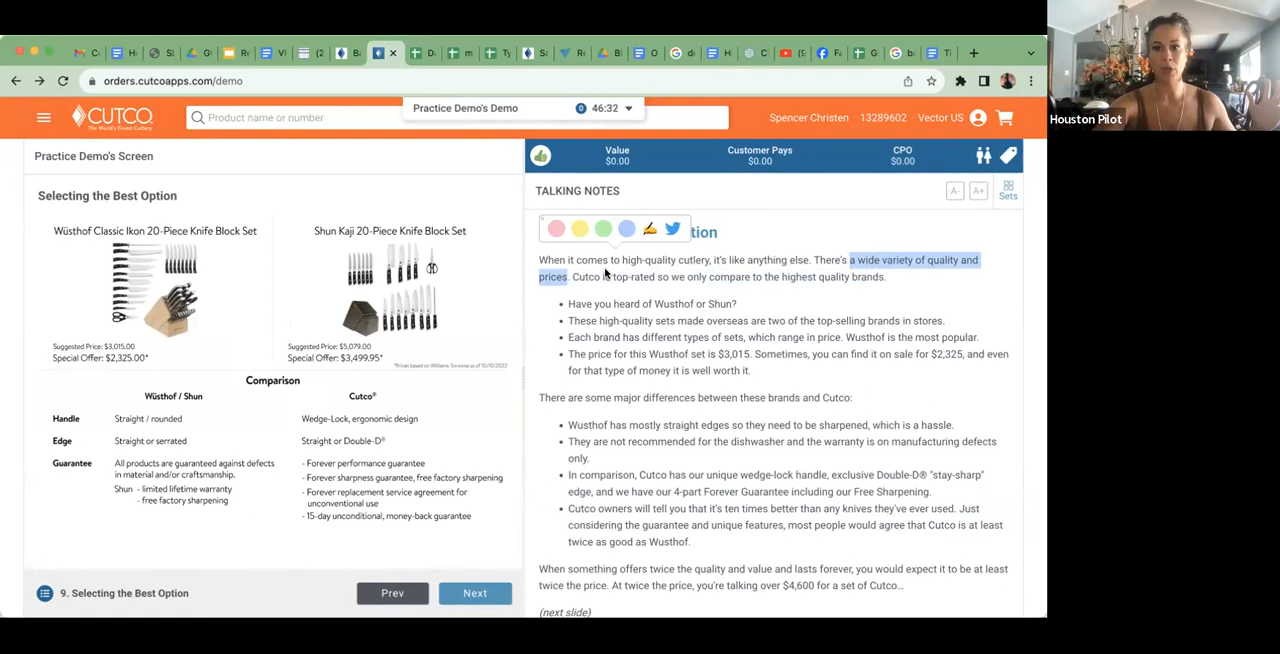 orders.cutcoapps.com/demo
CUTCO
The World's Finest Cutlery
Product name or number
Practice Demo's Demo 0 46:32
Spencer Christen 13289602 · Vector US
Houston Pilot
Practice Demo's Screen
Selecting the Best Option
Wüsthof Classic Ikon 20-Piece Knife Block Set
Suggested Price: $3,015.00
Special Offer: $2,325.00*
Shun Kaji 20-Piece Knife Block Set
Suggested Price: $5,079.00
Special Offer: $3,499.95*
*Prices based on Williams-Sonoma as of 10/10/2022
Comparison
Wüsthof / Shun Cutco®
Handle Straight / rounded Wedge-Lock, ergonomic design
Edge Straight or serrated Straight or Double-D®
Guarantee All products are guaranteed against defects
in material and/or craftsmanship.
Shun - limited lifetime warranty
- free factory sharpening
- Forever performance guarantee
- Forever sharpness guarantee, free factory sharpening
- Forever replacement service agreement for
unconventional use
- 15-day unconditional, money-back guarantee
9. Selecting the Best Option Prev Next
Value
$0.00
Customer Pays
$0.00
CPO
$0.00
TALKING NOTES
A- A+ Sets
tion
When it comes to high-quality cutlery, it's like anything else. There's a wide variety of quality and
prices. Cutco is top-rated so we only compare to the highest quality brands.
• Have you heard of Wusthof or Shun?
• These high-quality sets made overseas are two of the top-selling brands in stores.
• Each brand has different types of sets, which range in price. Wusthof is the most popular.
• The price for this Wusthof set is $3,015. Sometimes, you can find it on sale for $2,325, and even
for that type of money it is well worth it.
There are some major differences between these brands and Cutco:
• Wusthof has mostly straight edges so they need to be sharpened, which is a hassle.
• They are not recommended for the dishwasher and the warranty is on manufacturing defects
only.
• In comparison, Cutco has our unique wedge-lock handle, exclusive Double-D® "stay-sharp"
edge, and we have our 4-part Forever Guarantee including our Free Sharpening.
• Cutco owners will tell you that it's ten times better than any knives they've ever used. Just
considering the guarantee and unique features, most people would agree that Cutco is at least
twice as good as Wusthof.
When something offers twice the quality and value and lasts forever, you would expect it to be at least
twice the price. At twice the price, you're talking over $4,600 for a set of Cutco...
(next slide)